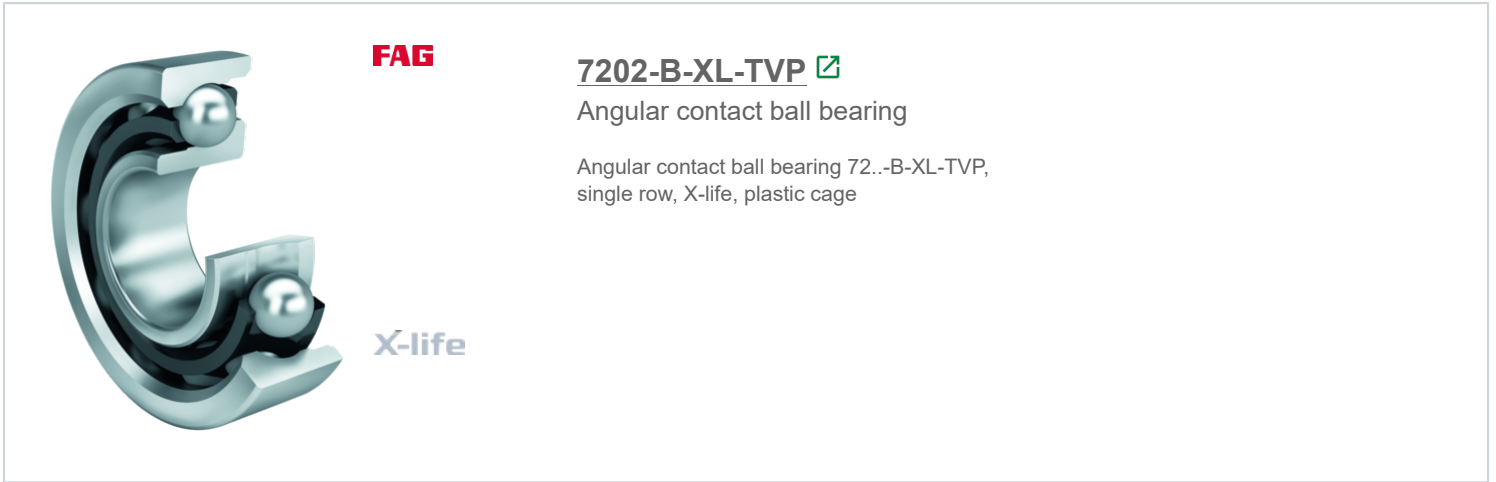 FAG
7202-B-XL-TVP
Angular contact ball bearing
Angular contact ball bearing 72..-B-XL-TVP,
single row, X-life, plastic cage
X-life